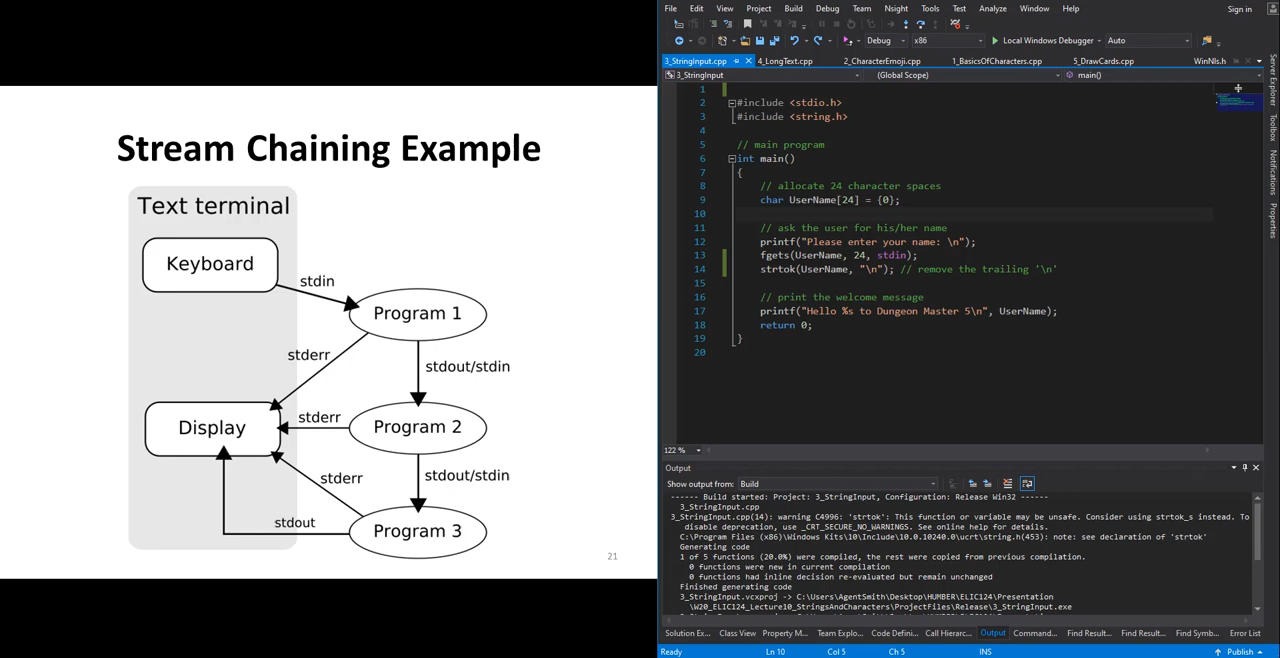 Stream Chaining Example
Text terminal
Keyboard
stdin
Program 1
stderr
stdout/stdin
Display
stderr
Program 2
stderr
stdout/stdin
stdout
Program 3
21
File Edit View Project Build Debug Team Nsight Tools Test Analyze Window Help
Sign in
Debug x86 Local Windows Debugger Auto
3_StringInput.cpp 4_LongText.cpp 2_CharacterEmoji.cpp 1_BasicsOfCharacters.cpp 5_DrawCards.cpp WinNls.h
3_StringInput (Global Scope) main()
1
2 #include <stdio.h>
3 #include <string.h>
4
5 // main program
6 int main()
7 {
8 // allocate 24 character spaces
9 char UserName[24] = {0};
10
11 // ask the user for his/her name
12 printf("Please enter your name: \n");
13 fgets(UserName, 24, stdin);
14 strtok(UserName, "\n"); // remove the trailing '\n'
15
16 // print the welcome message
17 printf("Hello %s to Dungeon Master 5\n", UserName);
18 return 0;
19 }
20
122 %
Output
Show output from: Build
------ Build started: Project: 3_StringInput, Configuration: Release Win32 ------
3_StringInput.cpp
3_StringInput.cpp(14): warning C4996: 'strtok': This function or variable may be unsafe. Consider using strtok_s instead. To
disable deprecation, use _CRT_SECURE_NO_WARNINGS. See online help for details.
C:\Program Files (x86)\Windows Kits\10\Include\10.0.10240.0\ucrt\string.h(453): note: see declaration of 'strtok'
Generating code
1 of 5 functions (20.0%) were compiled, the rest were copied from previous compilation.
0 functions were new in current compilation
0 functions had inline decision re-evaluated but remain unchanged
Finished generating code
3_StringInput.vcxproj -> C:\Users\AgentSmith\Desktop\HUMBER\ELIC124\Presentation
\W20_ELIC124_Lecture10_StringsAndCharacters\ProjectFiles\Release\3_StringInput.exe
Solution Ex... Class View Property M... Team Explo... Code Defini... Call Hierarc... Output Command... Find Result... Find Result... Find Symb... Error List
Ready Ln 10 Col 5 Ch 5 INS Publish
Server Explorer
Toolbox
Notifications
Properties